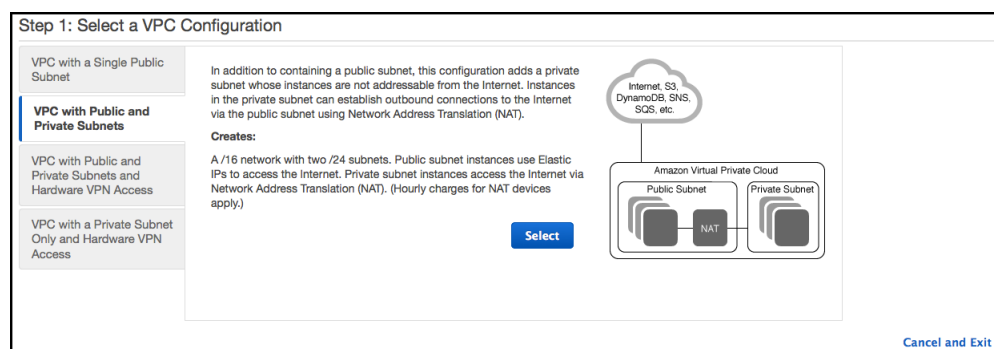 Step 1: Select a VPC Configuration
VPC with a Single Public
Subnet
VPC with Public and
Private Subnets
VPC with Public and
Private Subnets and
Hardware VPN Access
VPC with a Private Subnet
Only and Hardware VPN
Access
In addition to containing a public subnet, this configuration adds a private
subnet whose instances are not addressable from the Internet. Instances
in the private subnet can establish outbound connections to the Internet
via the public subnet using Network Address Translation (NAT).
Creates:
A /16 network with two /24 subnets. Public subnet instances use Elastic
IPs to access the Internet. Private subnet instances access the Internet via
Network Address Translation (NAT). (Hourly charges for NAT devices
apply.)
Select
Internet, S3,
DynamoDB, SNS,
SQS, etc.
Amazon Virtual Private Cloud
Public Subnet
Private Subnet
NAT
Cancel and Exit